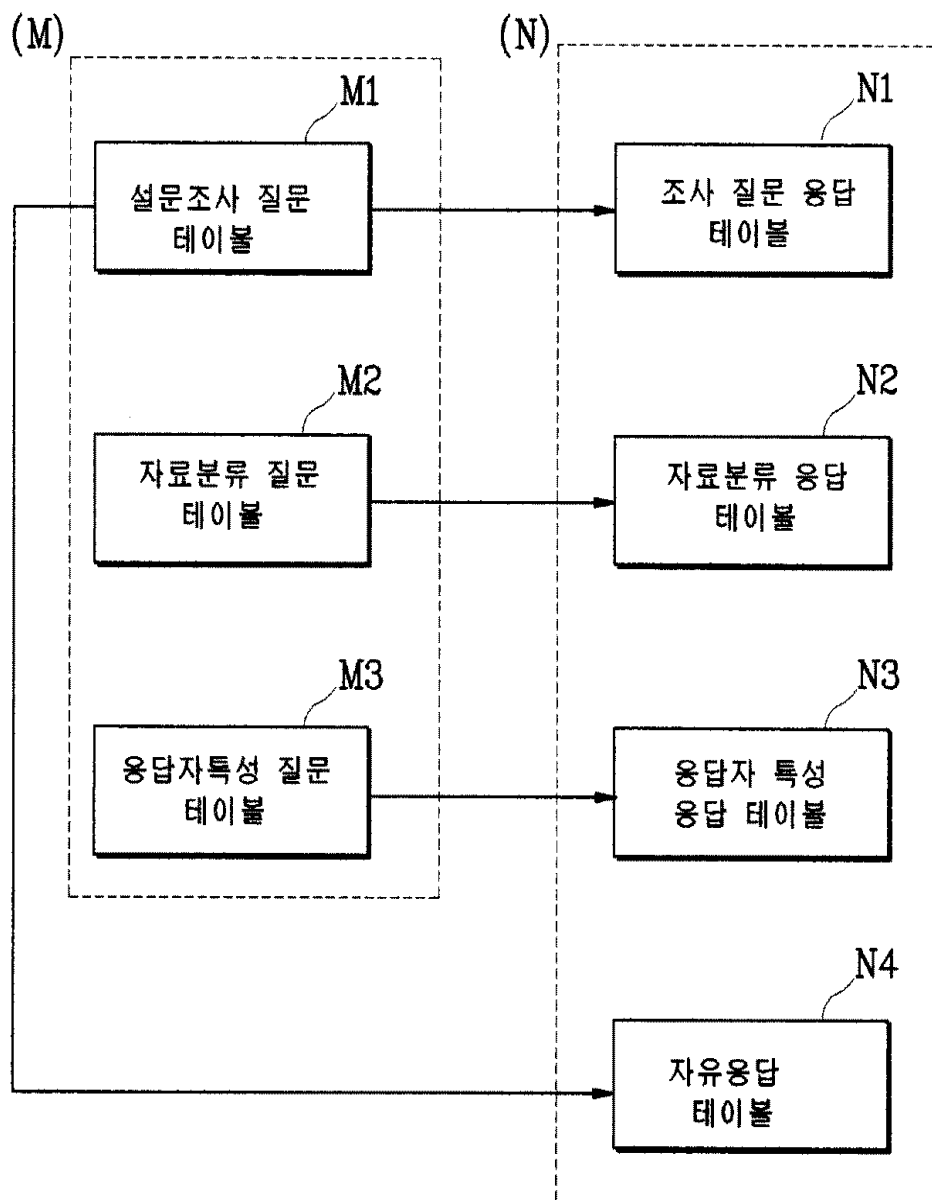 (M)
(N)
M1
N1
설문조사 질문
테이블
조사 질문 응답
테이블
M2
N2
자료분류 질문
테이블
자료분류 응답
테이블
M3
N3
응답자특성 질문
테이블
응답자 특성
응답 테이블
N4
자유응답
테이블